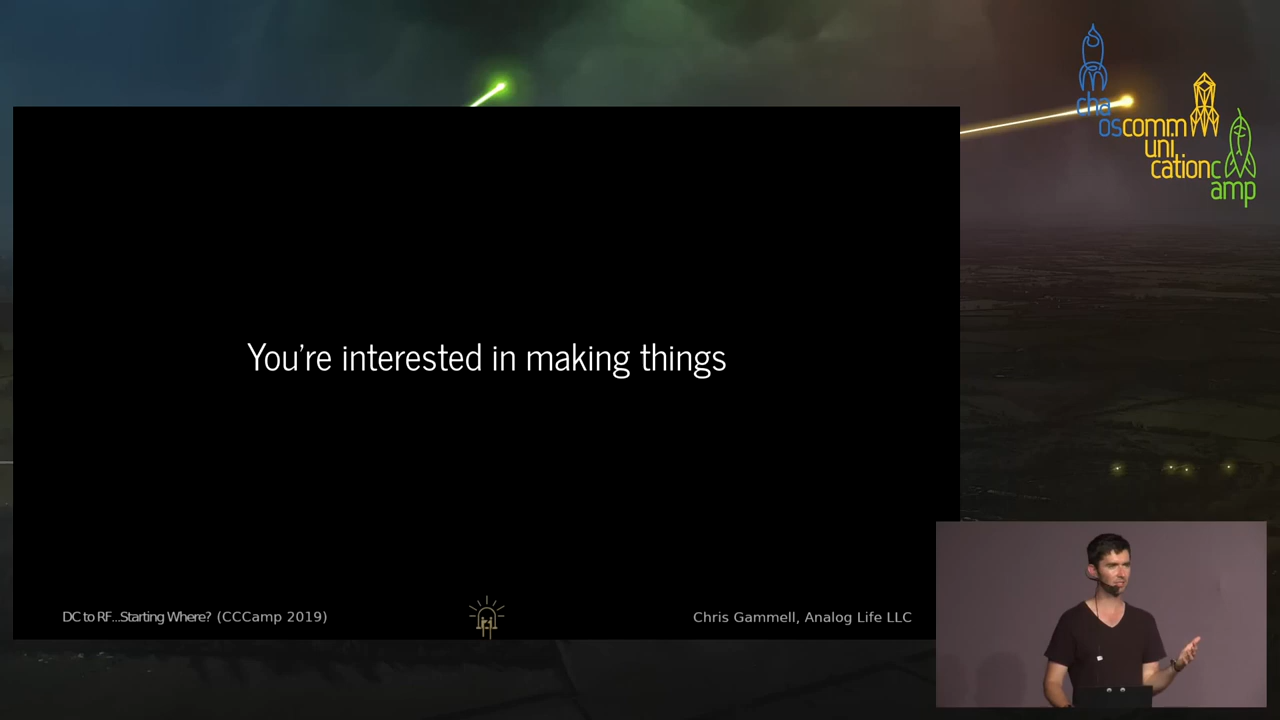 cha
oscomm
uni
cationc
amp
You're interested in making things
DC to RF...Starting Where? (CCCamp 2019)
Chris Gammell, Analog Life LLC